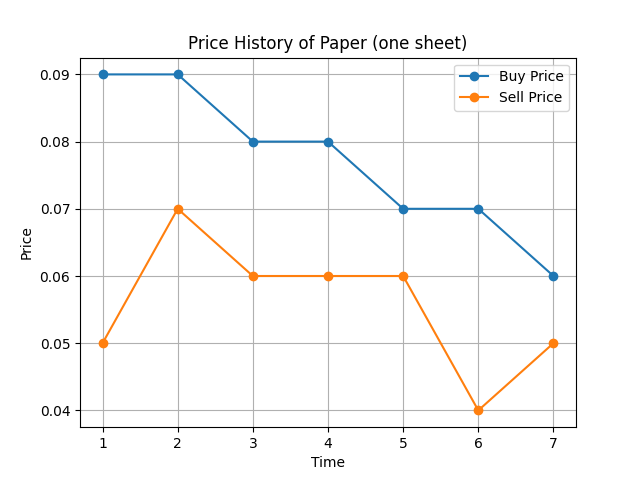 Price History of Paper (one sheet)
Buy Price
Sell Price
0.09
0.08
0.07
0.06
0.05
0.04
Price
1 2 3 4 5 6 7
Time